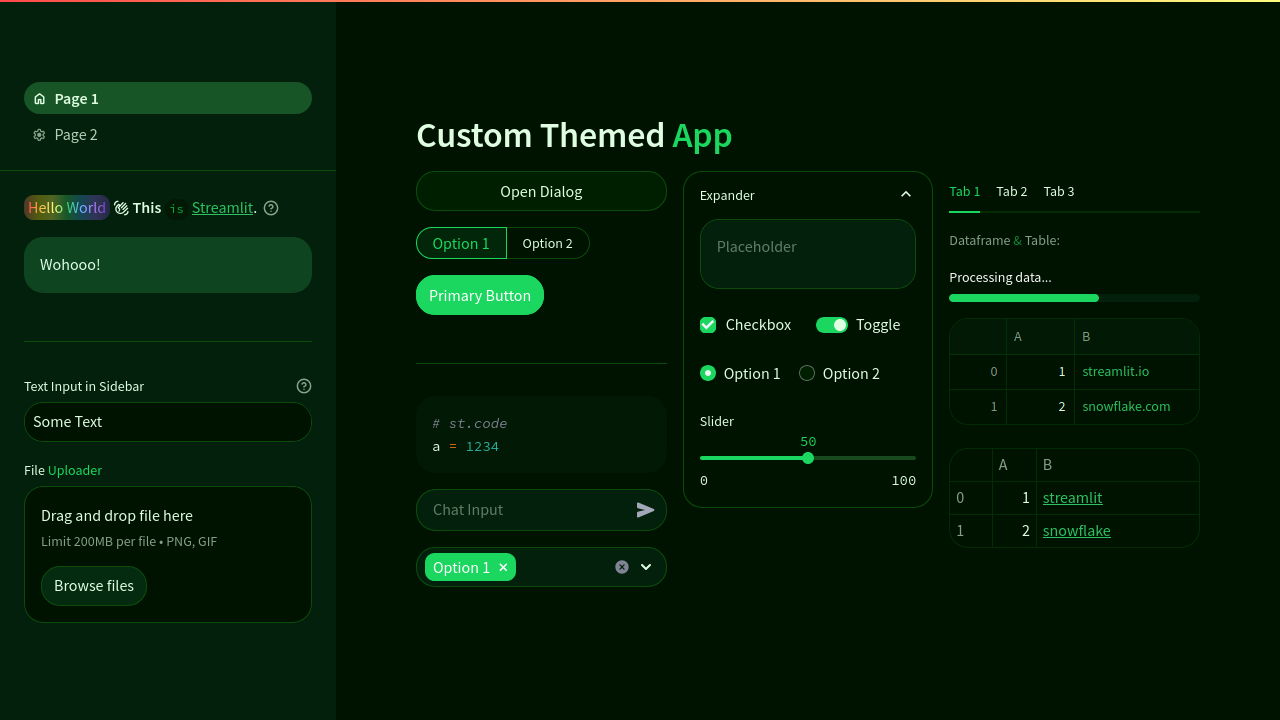 Page 1
Page 2
Hello World 👋 This is Streamlit.
Wohooo!
Text Input in Sidebar
Some Text
File Uploader
Drag and drop file here
Limit 200MB per file • PNG, GIF
Browse files
Custom Themed App
Open Dialog
Option 1 Option 2
Primary Button
# st.code
a = 1234
Chat Input
Option 1
Expander
Placeholder
Checkbox Toggle
Option 1 Option 2
Slider
50
0 100
Tab 1 Tab 2 Tab 3
Dataframe & Table:
Processing data...
A B
0 1 streamlit.io
1 2 snowflake.com
A B
0 1 streamlit
1 2 snowflake